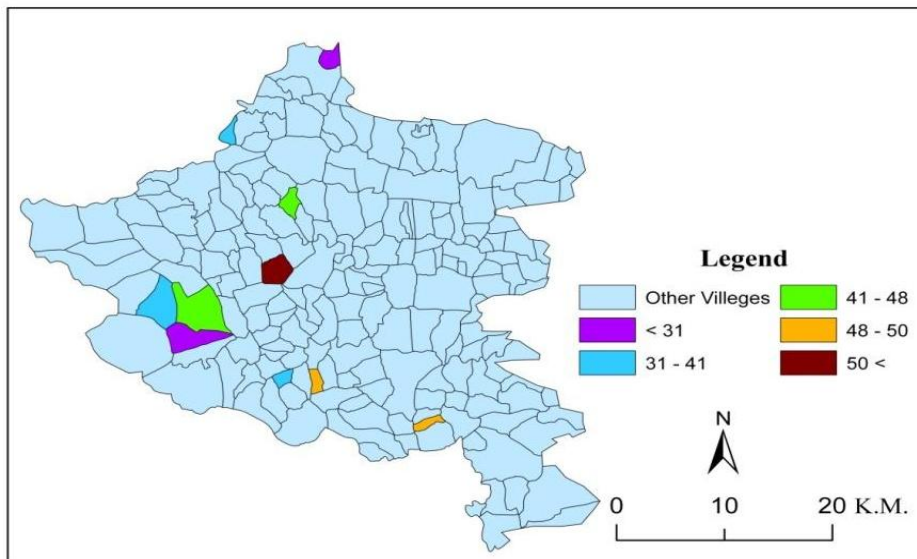 Legend
Other Villeges
41 - 48
< 31
48 - 50
31 - 41
50 <
N
0 10 20 K.M.